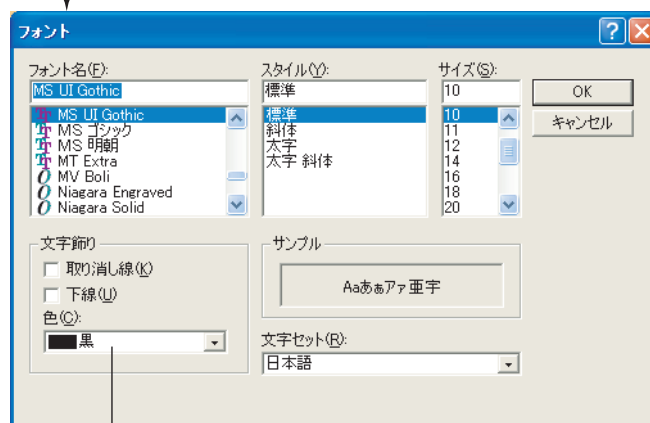 フォント
フォント名(F):
MS UI Gothic
MS UI Gothic
MS ゴシック
MS 明朝
MT Extra
MV Boli
Niagara Engraved
Niagara Solid
スタイル(Y):
標準
標準
斜体
太字
太字 斜体
サイズ(S):
10
10
11
12
14
16
18
20
OK
キャンセル
文字飾り
取り消し線(K)
下線(U)
色(C):
黒
サンプル
Aaあぁアァ亜宇
文字セット(R):
日本語